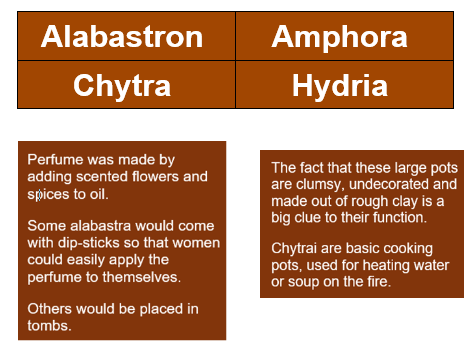 Alabastron Amphora
Chytra Hydria
Perfume was made by
adding scented flowers and
spices to oil.
Some alabastra would come
with dip-sticks so that women
could easily apply the
perfume to themselves.
Others would be placed in
tombs.
The fact that these large pots
are clumsy, undecorated and
made out of rough clay is a
big clue to their function.
Chytrai are basic cooking
pots, used for heating water
or soup on the fire.